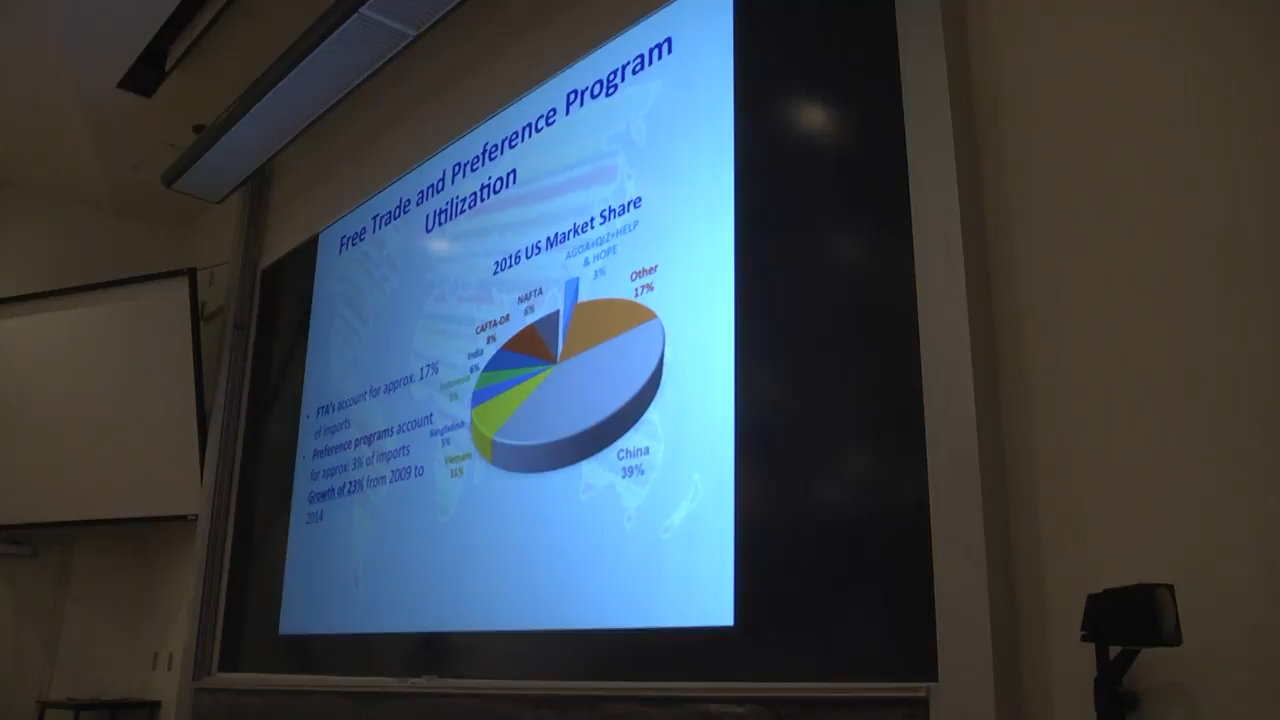 Free Trade and Preference Program
Utilization
2016 US Market Share
AGOA+QIZ+HELP
& HOPE
3%
Other
17%
NAFTA
6%
CAFTA-DR
8%
India
6%
Indonesia
5%
Bangladesh
5%
Vietnam
11%
China
39%
• FTA's account for approx. 17%
of imports
• Preference programs account
for approx. 3% of imports
Growth of 23% from 2009 to
2014